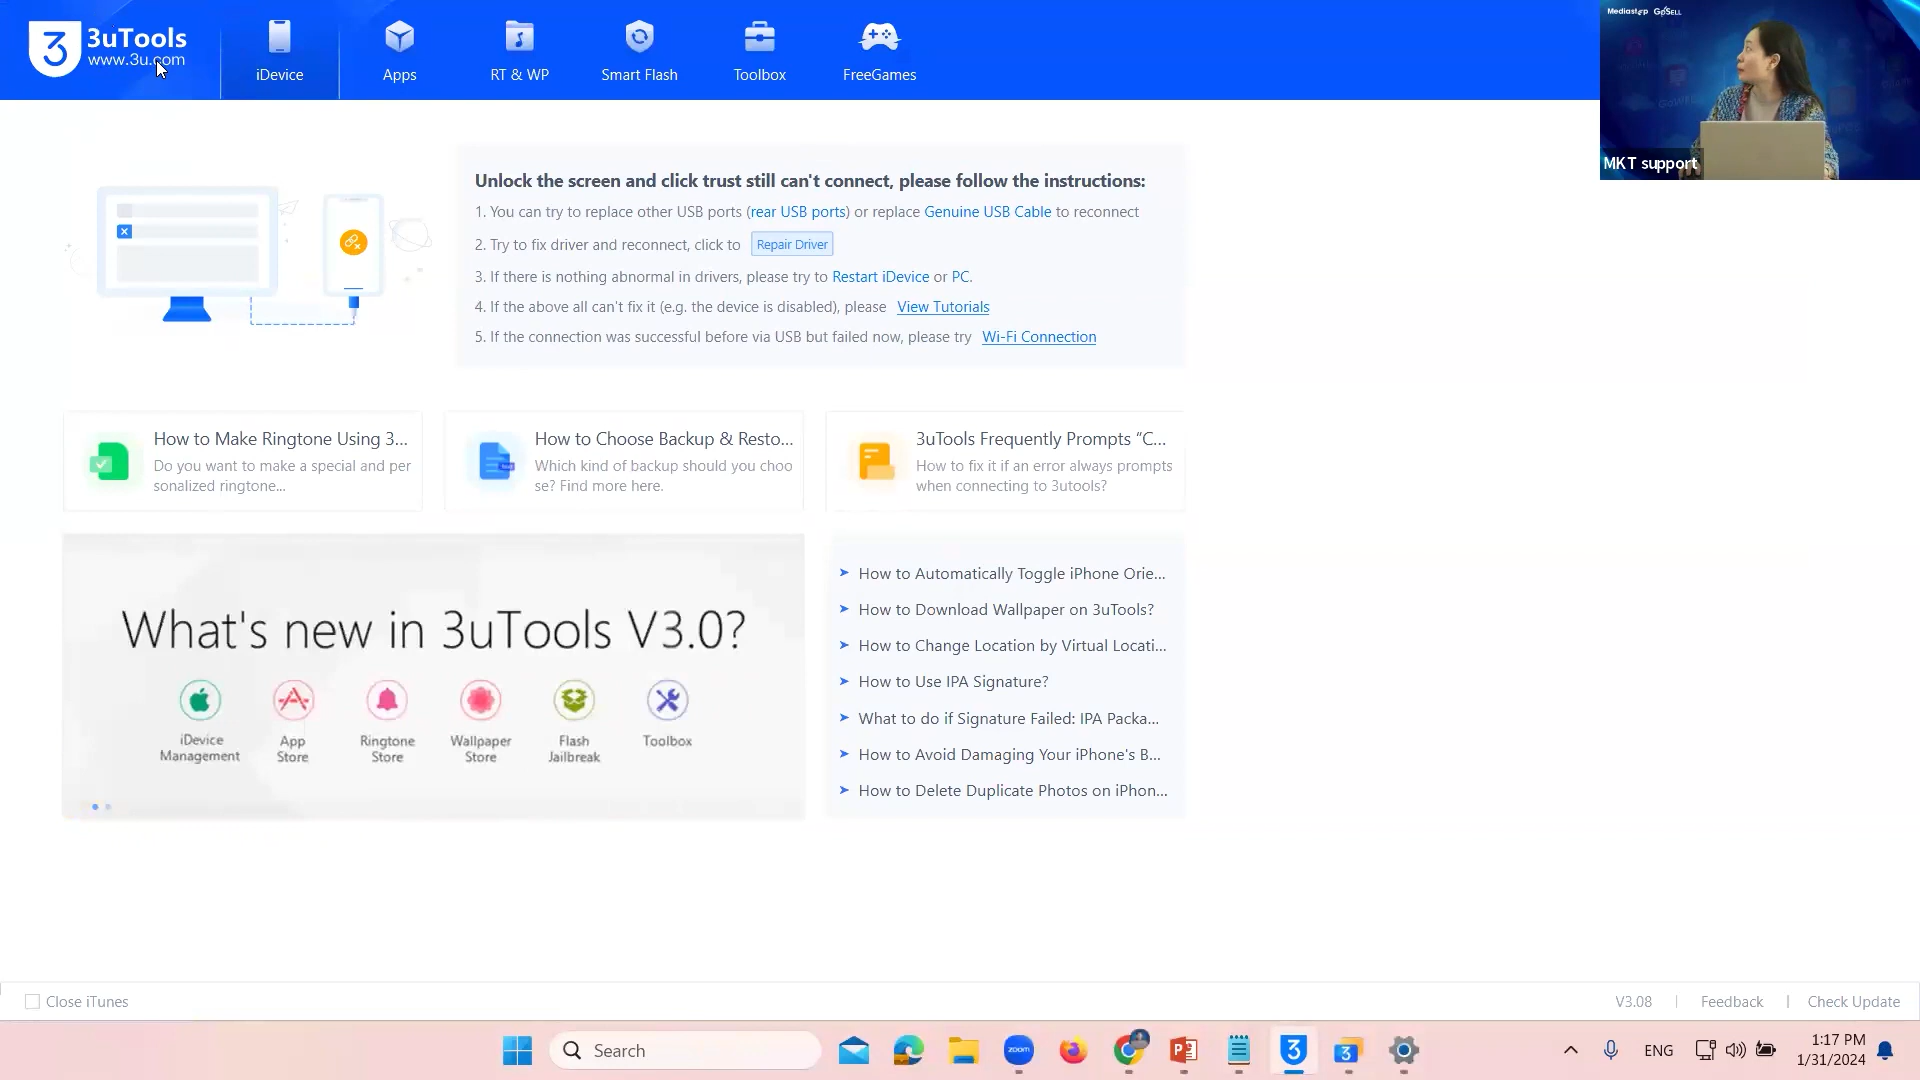 3uTools
www.3u.com
iDevice
Apps
RT & WP
Smart Flash
Toolbox
FreeGames
Mediastep GoSELL
MKT support
Unlock the screen and click trust still can't connect, please follow the instructions:
1. You can try to replace other USB ports (rear USB ports) or replace Genuine USB Cable to reconnect
2. Try to fix driver and reconnect, click to Repair Driver
3. If there is nothing abnormal in drivers, please try to Restart iDevice or PC.
4. If the above all can't fix it (e.g. the device is disabled), please View Tutorials
5. If the connection was successful before via USB but failed now, please try Wi-Fi Connection
How to Make Ringtone Using 3...
Do you want to make a special and per
sonalized ringtone...
How to Choose Backup & Resto...
Which kind of backup should you choo
se? Find more here.
3uTools Frequently Prompts “C...
How to fix it if an error always prompts
when connecting to 3utools?
What's new in 3uTools V3.0?
iDevice
Management
App
Store
Ringtone
Store
Wallpaper
Store
Flash
Jailbreak
Toolbox
How to Automatically Toggle iPhone Orie...
How to Download Wallpaper on 3uTools?
How to Change Location by Virtual Locati...
How to Use IPA Signature?
What to do if Signature Failed: IPA Packa...
How to Avoid Damaging Your iPhone's B...
How to Delete Duplicate Photos on iPhon...
Close iTunes
V3.08
Feedback
Check Update
Search
zoom
ENG
1:17 PM
1/31/2024